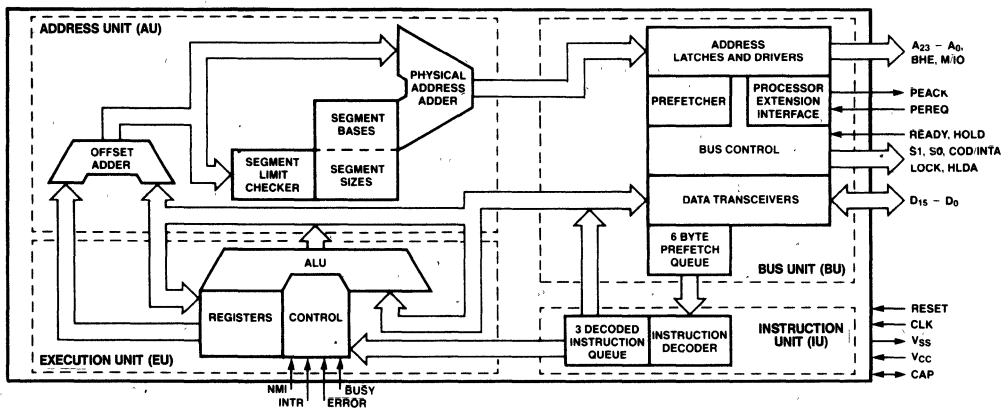 ADDRESS UNIT (AU)
OFFSET
ADDER
SEGMENT
LIMIT
CHECKER
SEGMENT
BASES
SEGMENT
SIZES
PHYSICAL
ADDRESS
ADDER
ADDRESS
LATCHES AND DRIVERS
PREFETCHER
PROCESSOR
EXTENSION
INTERFACE
BUS CONTROL
DATA TRANSCEIVERS
6 BYTE
PREFETCH
QUEUE
BUS UNIT (BU)
A23 – A0,
BHE, M/IO
PEACK
PEREQ
READY, HOLD
S1, S0, COD/INTA
LOCK, HLDA
D15 – D0
ALU
REGISTERS
CONTROL
EXECUTION UNIT (EU)
NMI
INTR
ERROR
BUSY
3 DECODED
INSTRUCTION
QUEUE
INSTRUCTION
DECODER
INSTRUCTION
UNIT (IU)
RESET
CLK
VSS
VCC
CAP